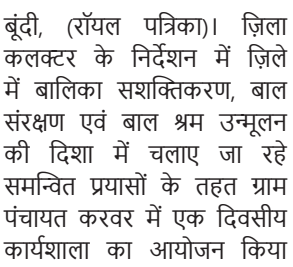 बूंदी, (रॉयल पत्रिका)। ज़िला
कलक्टर के निर्देशन में ज़िले
में बालिका सशक्तिकरण, बाल
संरक्षण एवं बाल श्रम उन्मूलन
की दिशा में चलाए जा रहे
समन्वित प्रयासों के तहत ग्राम
पंचायत करवर में एक दिवसीय
कार्यशाला का आयोजन किया